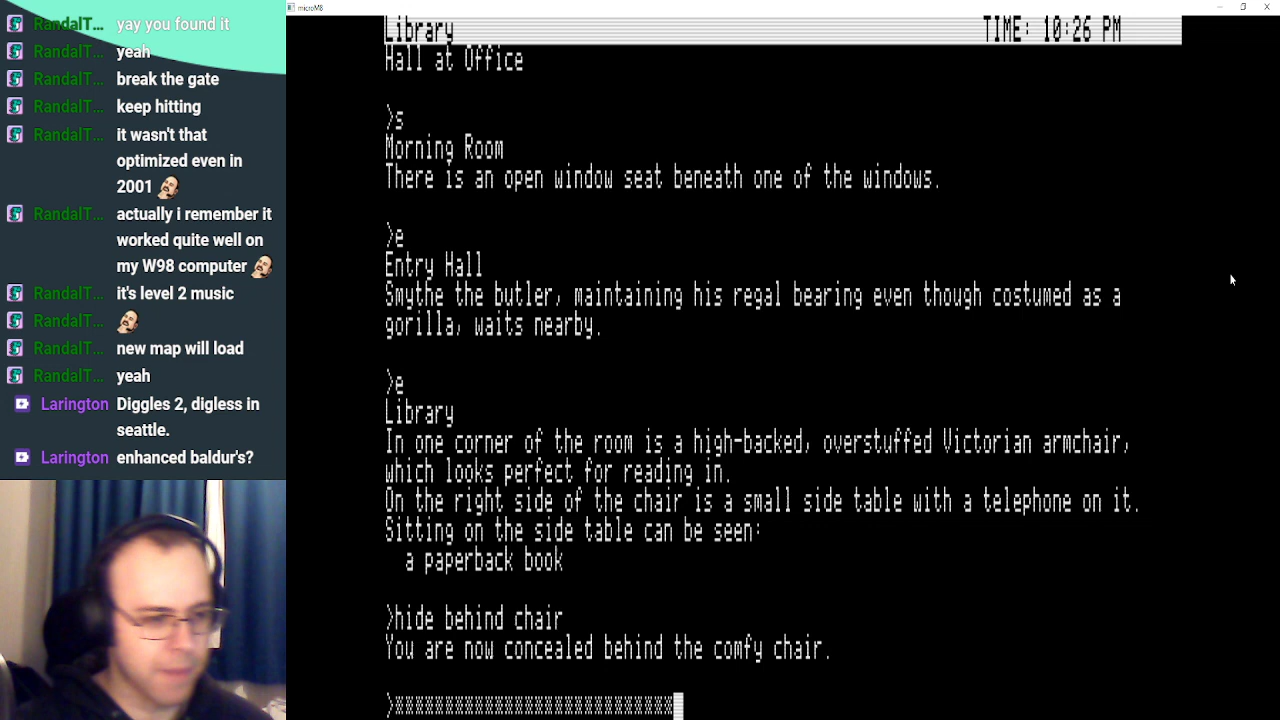 RandalT... yay you found it
RandalT... yeah
RandalT... break the gate
RandalT... keep hitting
RandalT... it wasn't that
optimized even in
2001
RandalT... actually i remember it
worked quite well on
my W98 computer
RandalT... it's level 2 music
RandalT...
RandalT... new map will load
RandalT... yeah
Larington Diggles 2, digless in
seattle.
Larington enhanced baldur's?
microM8
Library TIME: 10:26 PM
Hall at Office
>s
Morning Room
There is an open window seat beneath one of the windows.
>e
Entry Hall
Smythe the butler, maintaining his regal bearing even though costumed as a
gorilla, waits nearby.
>e
Library
In one corner of the room is a high-backed, overstuffed Victorian armchair,
which looks perfect for reading in.
On the right side of the chair is a small side table with a telephone on it.
Sitting on the side table can be seen:
a paperback book
>hide behind chair
You are now concealed behind the comfy chair.
>